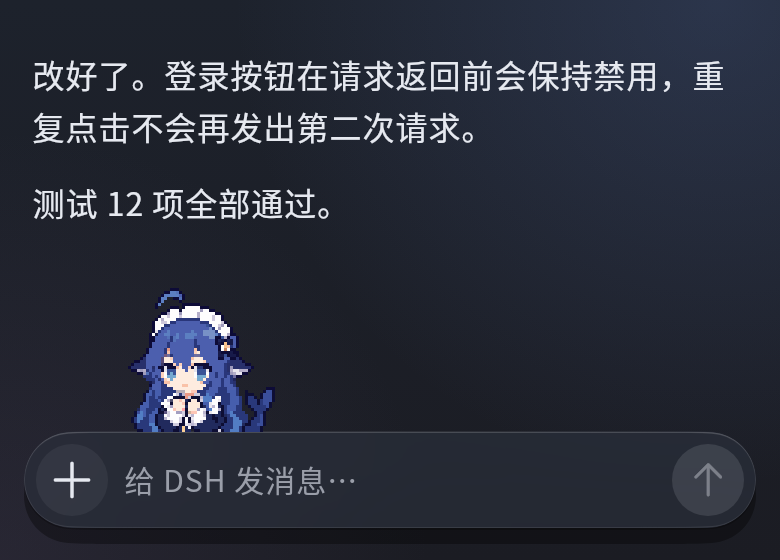 改好了。登录按钮在请求返回前会保持禁用，重
复点击不会再发出第二次请求。
测试 12 项全部通过。
给 DSH 发消息…